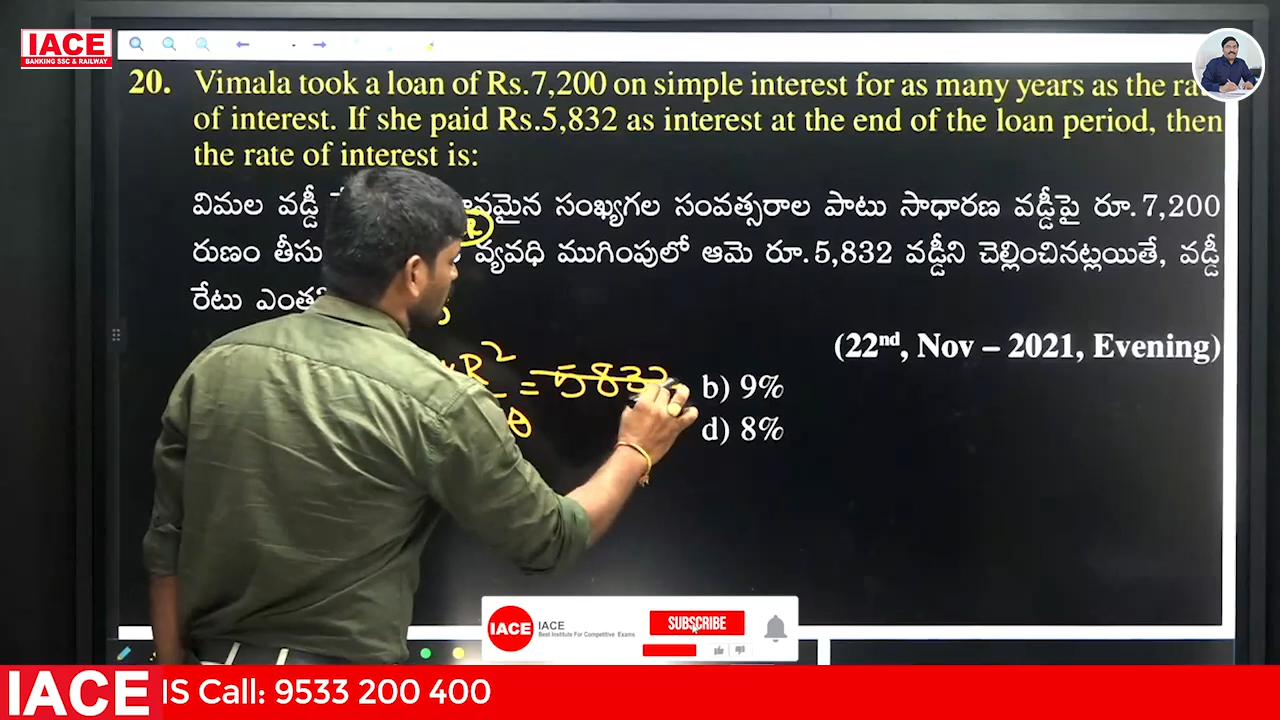 IACE
BANKING SSC & RAILWAY
20. Vimala took a loan of Rs.7,200 on simple interest for as many years as the
of interest. If she paid Rs.5,832 as interest at the end of the loan period, then
the rate of interest is:
విమల వడ్డీ సంఖ్యగల సంవత్సరాల పాటు సాధారణ వడ్డీపై రూ.7,200
రుణం తీసు వ్యవధి ముగింపులో ఆమె రూ.5,832 వడ్డీని చెల్లించినట్లయితే, వడ్డీ
రేటు
(22nd, Nov – 2021, Evening)
R² = 5832
b) 9%
d) 8%
IACE
IACE
Best Institute For Competitive Exams
SUBSCRIBE
IACE IS Call: 9533 200 400